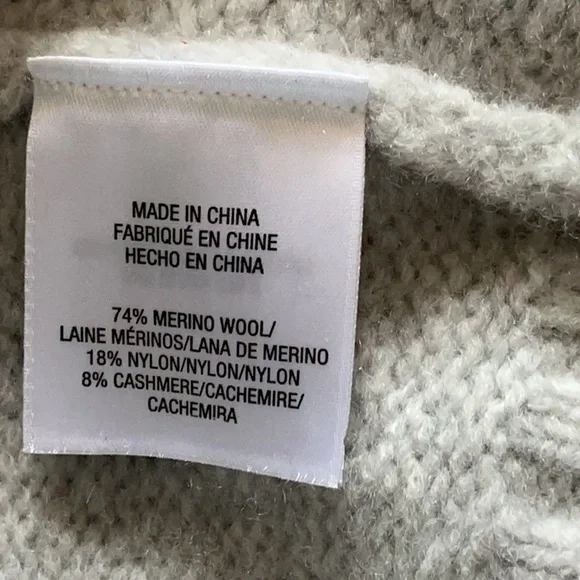 MADE IN CHINA
FABRIQUÉ EN CHINE
HECHO EN CHINA
74% MERINO WOOL/
LAINE MÉRINOS/LANA DE MERINO
18% NYLON/NYLON/NYLON
8% CASHMERE/CACHEMIRE/
CACHEMIRA